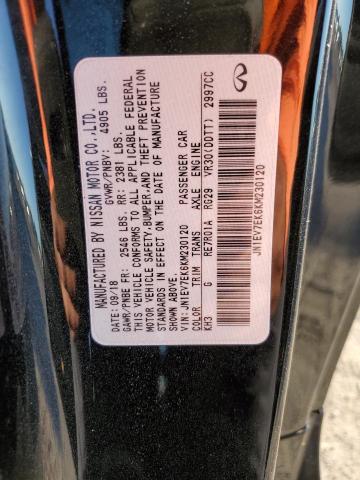 MANUFACTURED BY NISSAN MOTOR CO.,LTD.
DATE: GVWR/PNBV: 4905 LBS.
09/18
GAWR/PNBE FR: 2546 LBS. RR: 2381 LBS.
THIS VEHICLE CONFORMS TO ALL APPLICABLE FEDERAL
MOTOR VEHICLE SAFETY,BUMPER,AND THEFT PREVENTION
STANDARDS IN EFFECT ON THE DATE OF MANUFACTURE
SHOWN ABOVE.
VIN: JN1EV7EK6KM230120 PASSENGER CAR
COLOR TRIM TRANS AXLE ENGINE
KH3 G RE7R01A RG29 VR30(DDTT) 2997CC
JN1EV7EK6KM230120